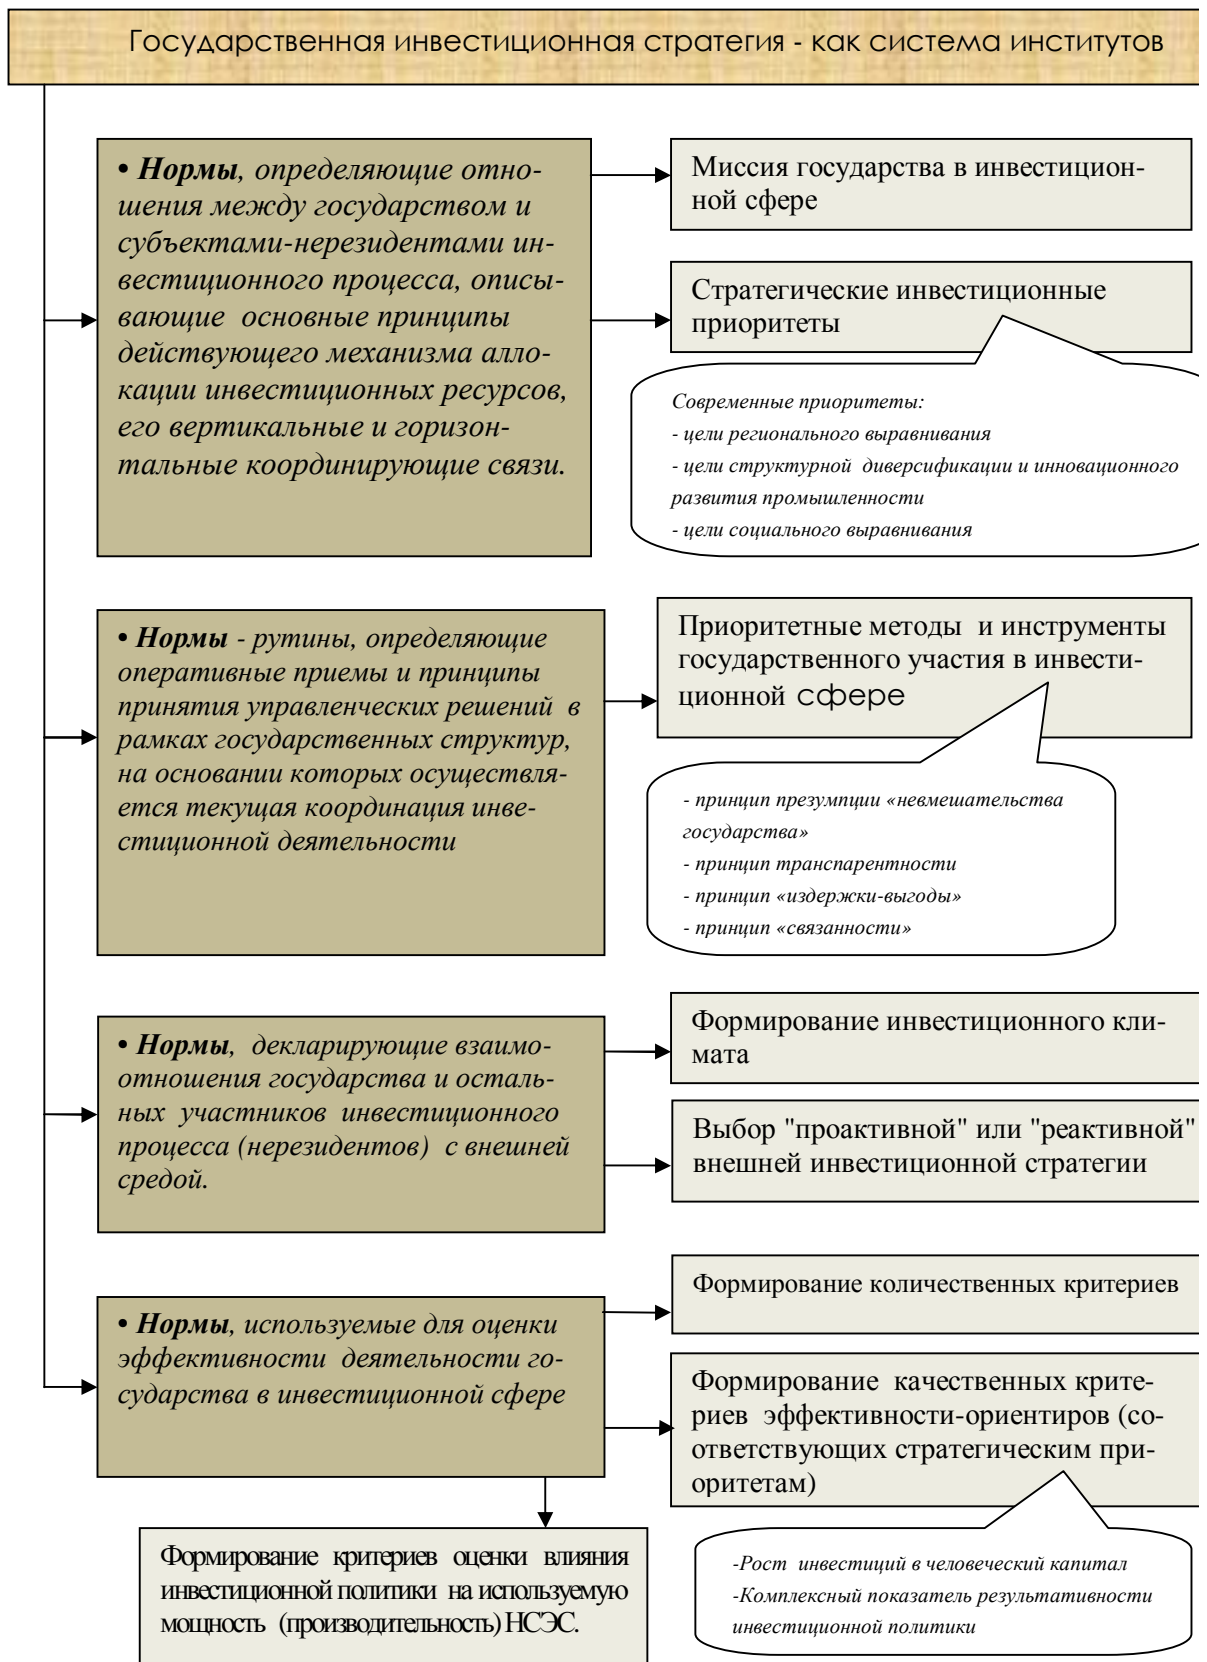 Государственная инвестиционная стратегия - как система институтов
• Нормы, определяющие отно-
шения между государством и
субъектами-нерезидентами ин-
вестиционного процесса, описы-
вающие основные принципы
действующего механизма алло-
кации инвестиционных ресурсов,
его вертикальные и горизон-
тальные координирующие связи.
Миссия государства в инвестицион-
ной сфере
Стратегические инвестиционные
приоритеты
Современные приоритеты:
- цели регионального выравнивания
- цели структурной диверсификации и инновационного
развития промышленности
- цели социального выравнивания
• Нормы - рутины, определяющие
оперативные приемы и принципы
принятия управленческих решений в
рамках государственных структур,
на основании которых осуществля-
ется текущая координация инве-
стиционной деятельности
Приоритетные методы и инструменты
государственного участия в инвести-
ционной сфере
- принцип презумпции «невмешательства
государства»
- принцип транспарентности
- принцип «издержки-выгоды»
- принцип «связанности»
• Нормы, декларирующие взаимо-
отношения государства и осталь-
ных участников инвестиционного
процесса (нерезидентов) с внешней
средой.
Формирование инвестиционного кли-
мата
Выбор "проактивной" или "реактивной"
внешней инвестиционной стратегии
• Нормы, используемые для оценки
эффективности деятельности го-
сударства в инвестиционной сфере
Формирование количественных критериев
Формирование качественных крите-
риев эффективности-ориентиров (со-
ответствующих стратегическим при-
оритетам)
-Рост инвестиций в человеческий капитал
-Комплексный показатель результативности
инвестиционной политики
Формирование критериев оценки влияния
инвестиционной политики на используемую
мощность (производительность) НСЭС.